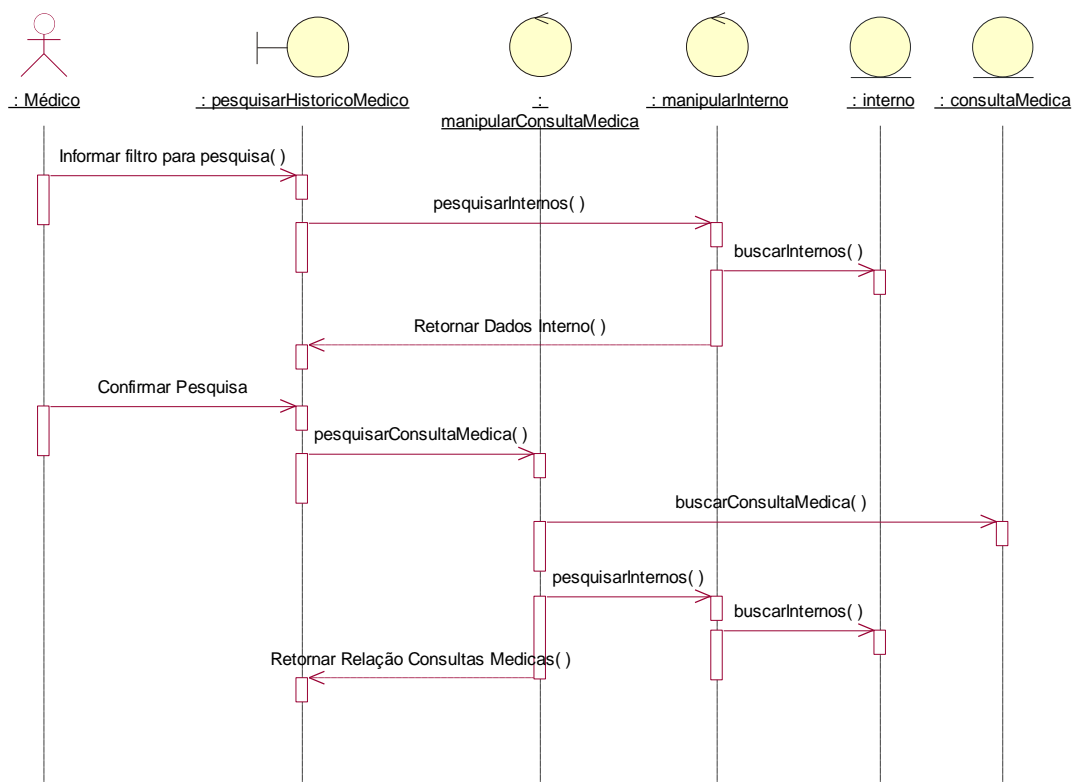 : Médico
: pesquisarHistoricoMedico
:
manipularConsultaMedica
: manipularInterno
: interno
: consultaMedica
Informar filtro para pesquisa( )
pesquisarInternos( )
buscarInternos( )
Retornar Dados Interno( )
Confirmar Pesquisa
pesquisarConsultaMedica( )
buscarConsultaMedica( )
pesquisarInternos( )
buscarInternos( )
Retornar Relação Consultas Medicas( )